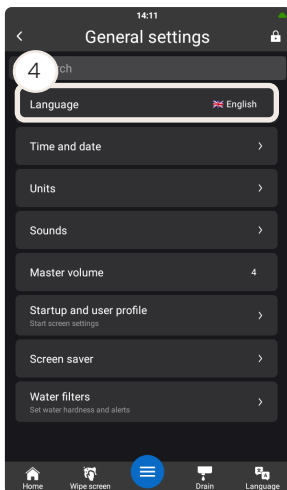 14:11
General settings
4
rch
Language English
Time and date
Units
Sounds
Master volume 4
Startup and user profile
Start screen settings
Screen saver
Water filters
Set water hardness and alerts
Home Wipe screen Drain Language